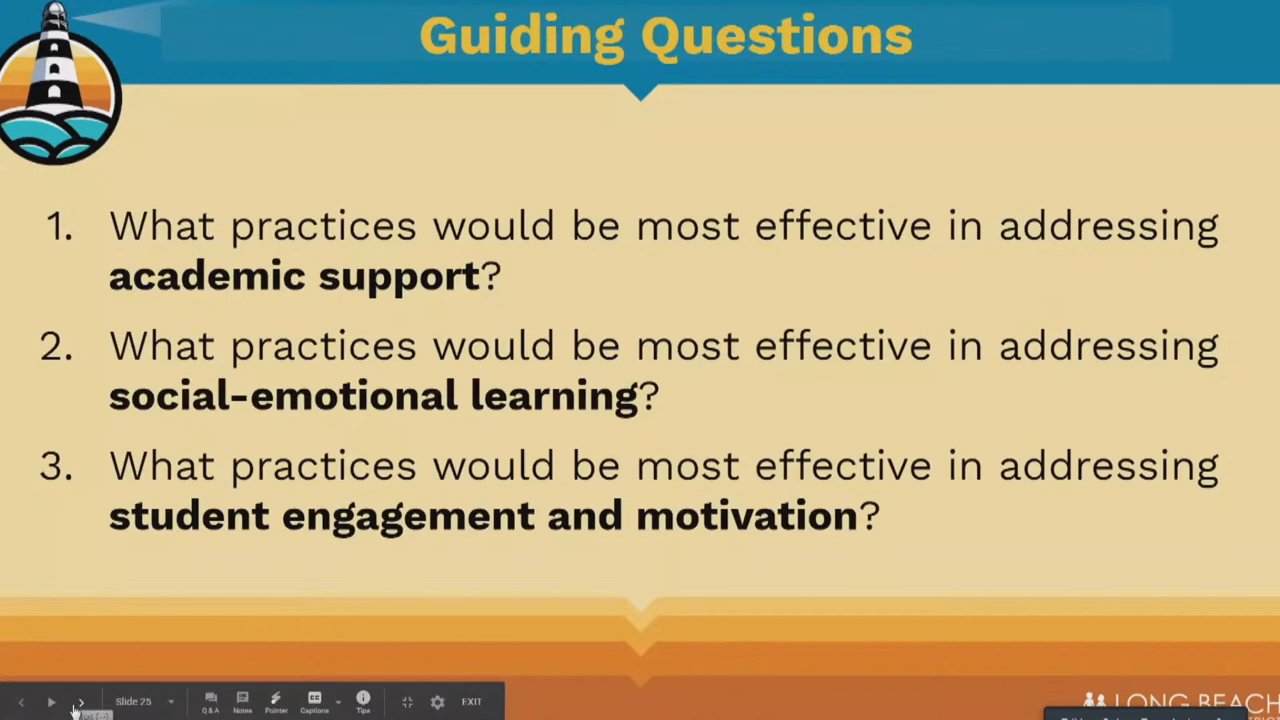 Guiding Questions
1. What practices would be most effective in addressing
academic support?
2. What practices would be most effective in addressing
social-emotional learning?
3. What practices would be most effective in addressing
student engagement and motivation?
Slide 25
Q & A Notes Pointer Captions Tips EXIT
LONG BEACH